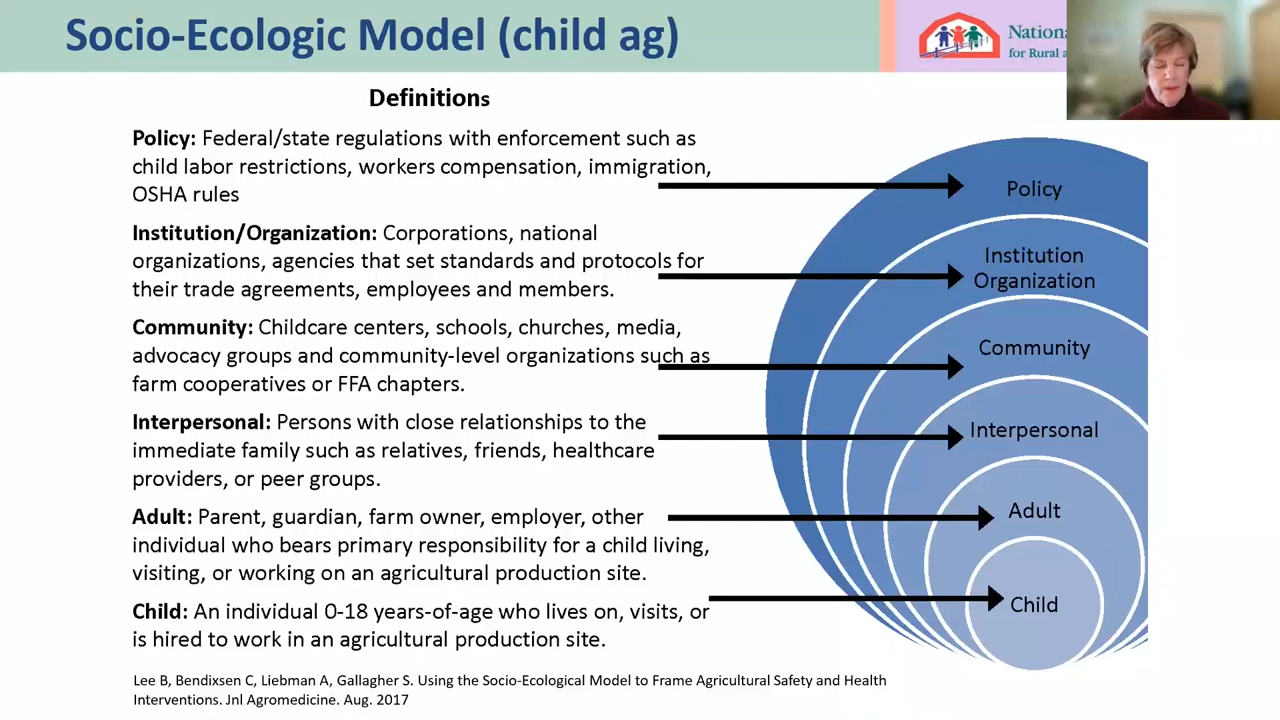 Socio-Ecologic Model (child ag)
for Rural
Definitions
Policy: Federal/state regulations with enforcement such as
child labor restrictions, workers compensation, immigration,
OSHA rules
Institution/Organization: Corporations, national
organizations, agencies that set standards and protocols for
their trade agreements, employees and members.
Community: Childcare centers, schools, churches, media,
advocacy groups and community-level organizations such as
farm cooperatives or FFA chapters.
Interpersonal: Persons with close relationships to the
immediate family such as relatives, friends, healthcare
providers, or peer groups.
Adult: Parent, guardian, farm owner, employer, other
individual who bears primary responsibility for a child living,
visiting, or working on an agricultural production site.
Child: An individual 0-18 years-of-age who lives on, visits, or
is hired to work in an agricultural production site.
Policy
Institution
Organization
Community
Interpersonal
Adult
Child
Lee B, Bendixsen C, Liebman A, Gallagher S. Using the Socio-Ecological Model to Frame Agricultural Safety and Health
Interventions. Jnl Agromedicine. Aug. 2017